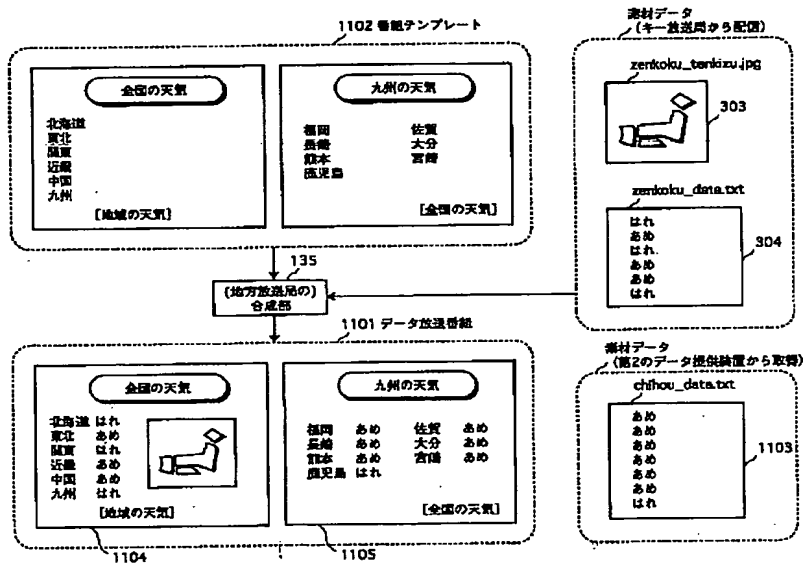 1102 番組テンプレート
全国の天気
北海道
東北
関東
近畿
中国
九州
[地域の天気]
九州の天気
福岡 佐賀
長崎 大分
熊本 宮崎
鹿児島
[全国の天気]
素材データ
(キー放送局から配信)
zenkoku_tenkizu.jpg
303
zenkoku_data.txt
はれ
あめ
はれ
あめ
あめ
はれ
304
135
(地方放送局の)
合成部
1101 データ放送番組
全国の天気
北海道 はれ
東北 あめ
関東 はれ
近畿 あめ
中国 あめ
九州 はれ
[地域の天気]
1104
九州の天気
福岡 あめ 佐賀 あめ
長崎 あめ 大分 あめ
熊本 あめ 宮崎 あめ
鹿児島 はれ
[全国の天気]
1105
素材データ
(第2のデータ提供装置から取得)
chihou_data.txt
あめ
あめ
あめ
あめ
あめ
あめ
はれ
1103